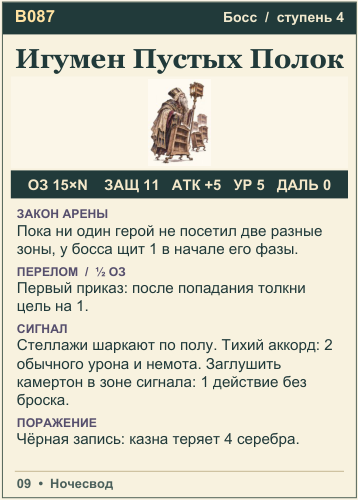 B087
Босс / ступень 4
Игумен Пустых Полок
ОЗ 15×N ЗАЩ 11 АТК +5 УР 5 ДАЛЬ 0
ЗАКОН АРЕНЫ
Пока ни один герой не посетил две разные
зоны, у босса щит 1 в начале его фазы.
ПЕРЕЛОМ / ½ ОЗ
Первый приказ: после попадания толкни
цель на 1.
СИГНАЛ
Стеллажи шаркают по полу. Тихий аккорд: 2
обычного урона и немота. Заглушить
камертон в зоне сигнала: 1 действие без
броска.
ПОРАЖЕНИЕ
Чёрная запись: казна теряет 4 серебра.
09 • Ночесвод